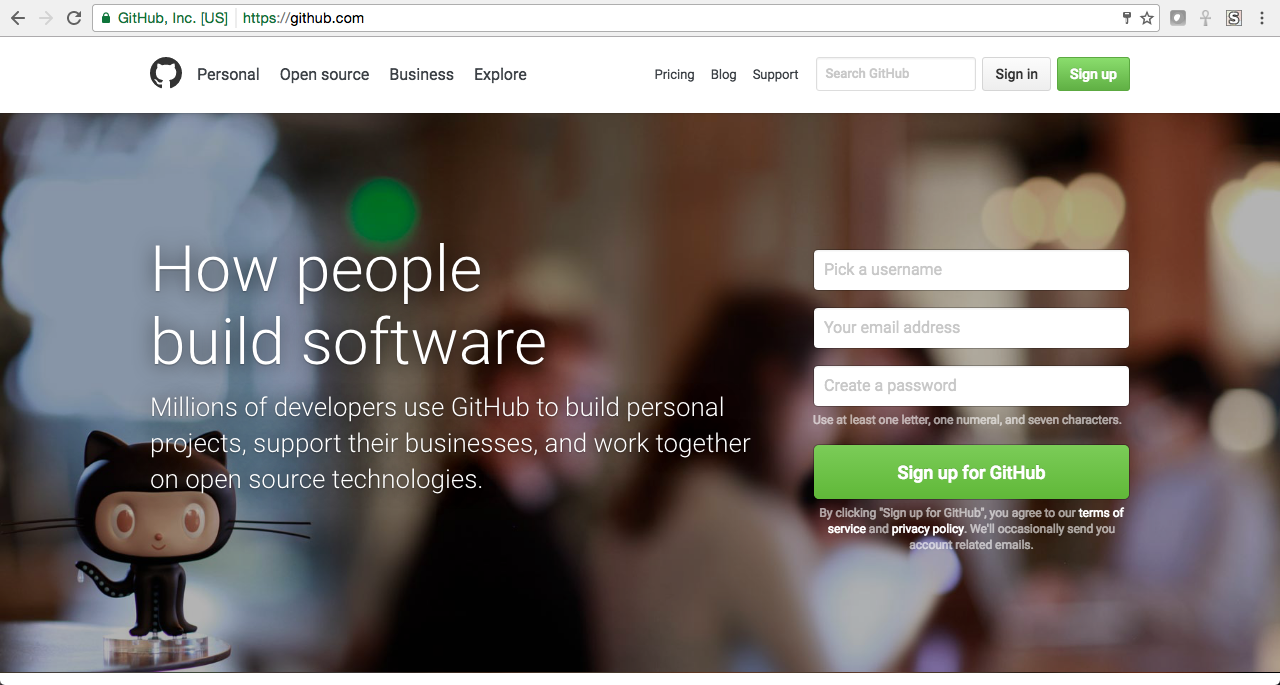 GitHub, Inc. [US] https://github.com
Personal Open source Business Explore Pricing Blog Support Search GitHub Sign in Sign up
How people
build software
Millions of developers use GitHub to build personal
projects, support their businesses, and work together
on open source technologies.
Pick a username
Your email address
Create a password
Use at least one letter, one numeral, and seven characters.
Sign up for GitHub
By clicking "Sign up for GitHub", you agree to our terms of
service and privacy policy. We'll occasionally send you
account related emails.